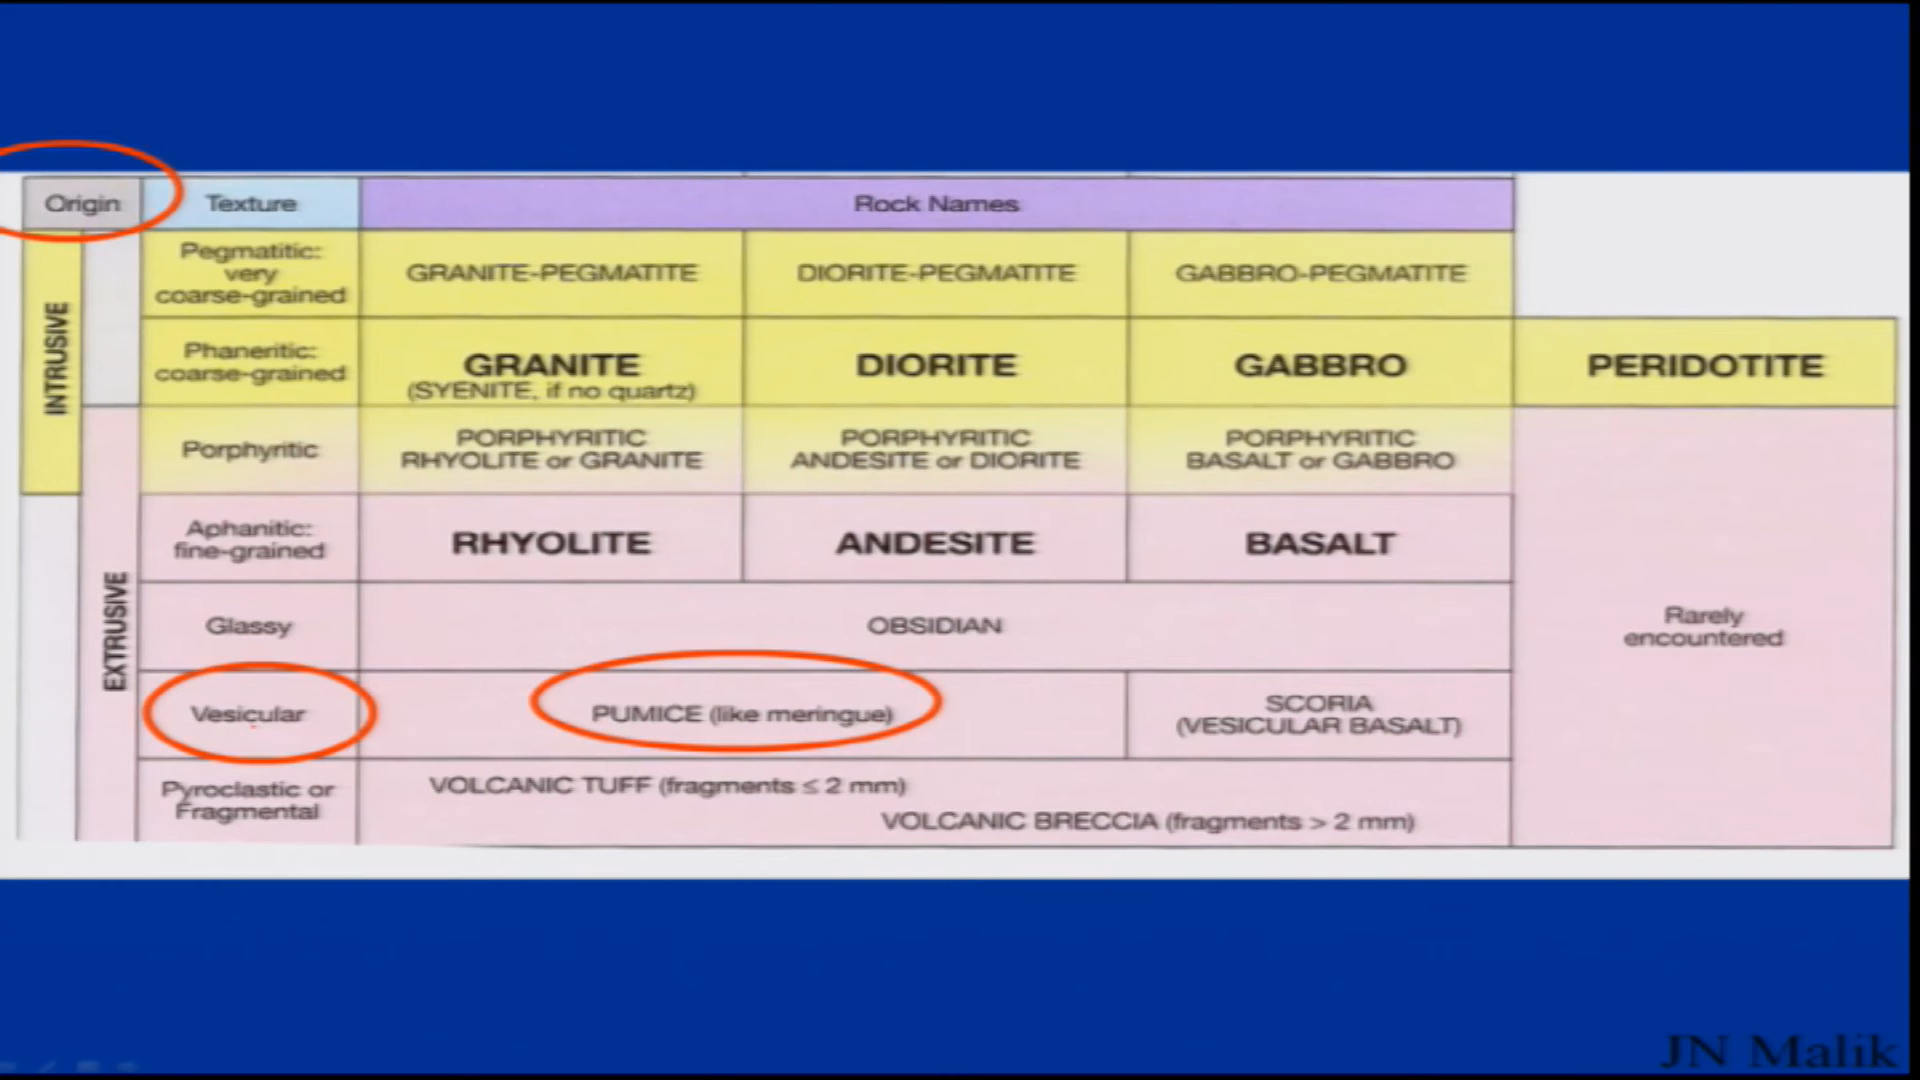 Origin
Texture
Rock Names
INTRUSIVE
Pegmatitic:
very
coarse-grained
GRANITE-PEGMATITE
DIORITE-PEGMATITE
GABBRO-PEGMATITE
Phaneritic:
coarse-grained
GRANITE
(SYENITE, if no quartz)
DIORITE
GABBRO
PERIDOTITE
Porphyritic
PORPHYRITIC
RHYOLITE or GRANITE
PORPHYRITIC
ANDESITE or DIORITE
PORPHYRITIC
BASALT or GABBRO
EXTRUSIVE
Aphanitic:
fine-grained
RHYOLITE
ANDESITE
BASALT
Glassy
OBSIDIAN
Rarely
encountered
Vesicular
PUMICE (like meringue)
SCORIA
(VESICULAR BASALT)
Pyroclastic or
Fragmental
VOLCANIC TUFF (fragments ≤ 2 mm)
VOLCANIC BRECCIA (fragments > 2 mm)
JN Malik